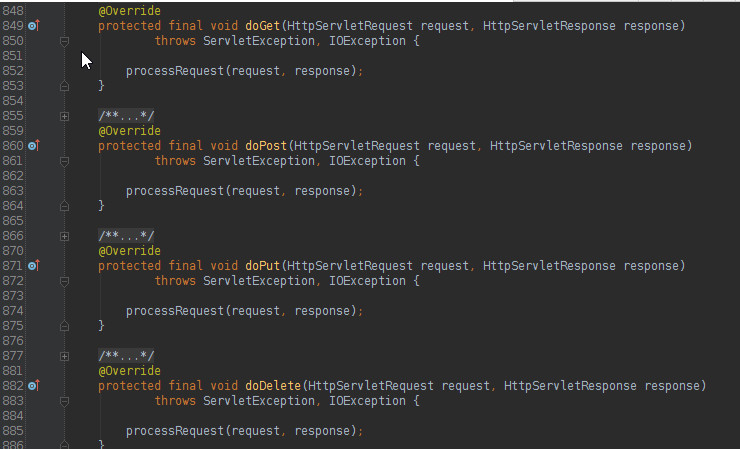 848 @Override
849 protected final void doGet(HttpServletRequest request, HttpServletResponse response)
850 throws ServletException, IOException {
851
852 processRequest(request, response);
853 }
854
855 /**...*/
859 @Override
860 protected final void doPost(HttpServletRequest request, HttpServletResponse response)
861 throws ServletException, IOException {
862
863 processRequest(request, response);
864 }
865
866 /**...*/
870 @Override
871 protected final void doPut(HttpServletRequest request, HttpServletResponse response)
872 throws ServletException, IOException {
873
874 processRequest(request, response);
875 }
876
877 /**...*/
881 @Override
882 protected final void doDelete(HttpServletRequest request, HttpServletResponse response)
883 throws ServletException, IOException {
884
885 processRequest(request, response);
886 }